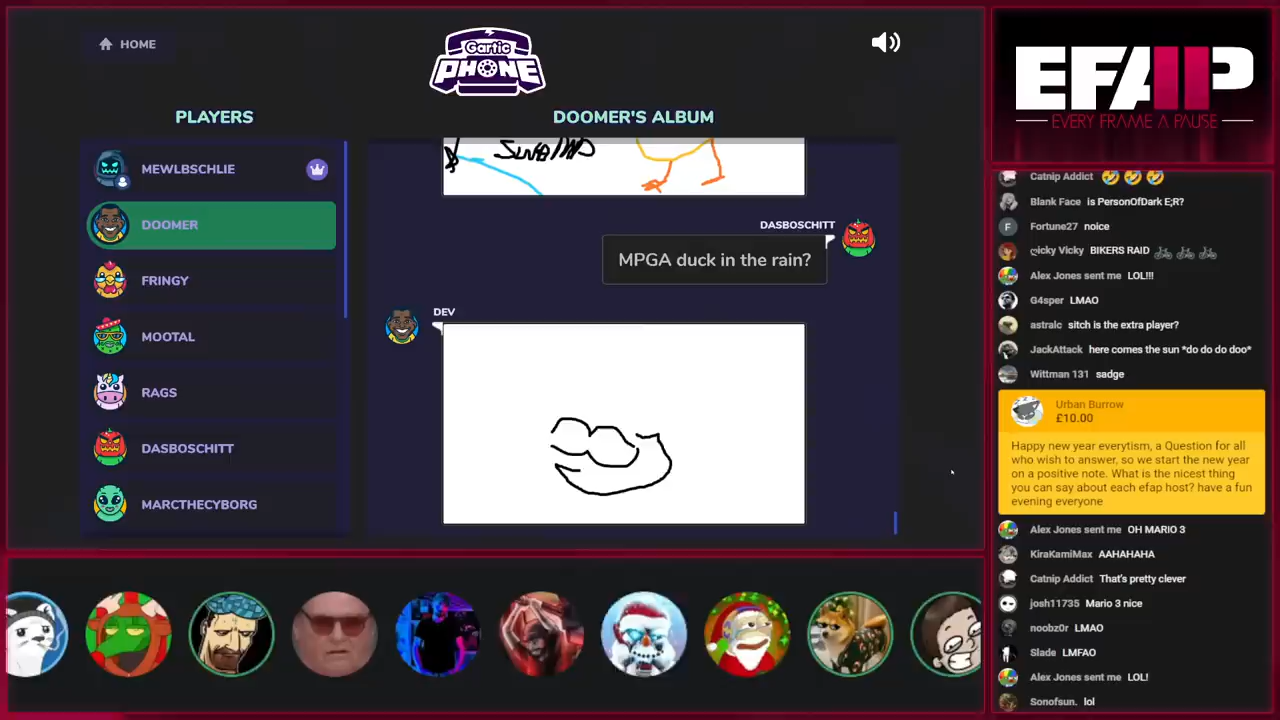 HOME
Gartic
PHONE
PLAYERS
MEWLBSCHLIE
DOOMER
FRINGY
MOOTAL
RAGS
DASBOSCHITT
MARCTHECYBORG
DOOMER'S ALBUM
DASBOSCHITT
MPGA duck in the rain?
DEV
EFAP
EVERY FRAME A PAUSE
Catnip Addict 🤣🤣🤣
Blank Face is PersonOfDark E;R?
Fortune27 noice
ღicky Vicky BIKERS RAID 🚲 🚲 🚲
Alex Jones sent me LOL!!!
G4sper LMAO
astralc sitch is the extra player?
JackAttack here comes the sun *do do do doo*
Wittman 131 sadge
Urban Burrow
£10.00
Happy new year everytism, a Question for all
who wish to answer, so we start the new year
on a positive note. What is the nicest thing
you can say about each efap host? have a fun
evening everyone
Alex Jones sent me OH MARIO 3
KiraKamiMax AAHAHAHA
Catnip Addict That's pretty clever
josh11735 Mario 3 nice
noobz0r LMAO
Slade LMFAO
Alex Jones sent me LOL!
Sonofsun. lol